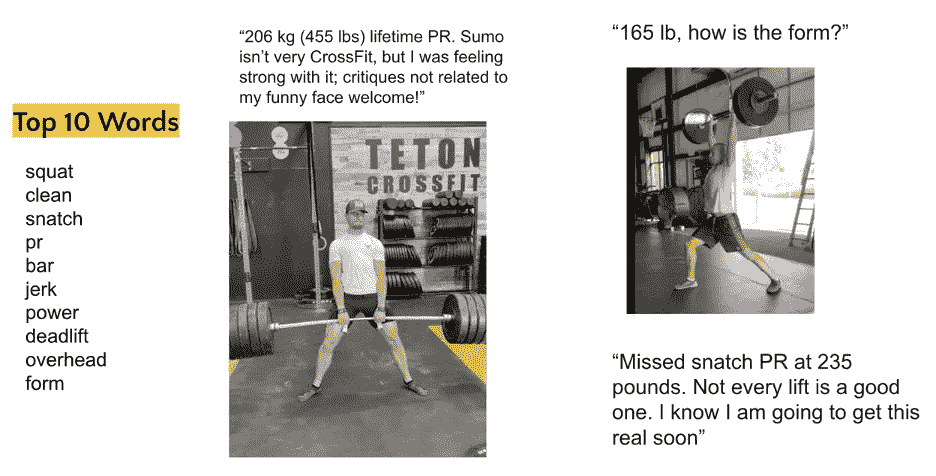 Top 10 Words
squat
clean
snatch
pr
bar
jerk
power
deadlift
overhead
form
“206 kg (455 lbs) lifetime PR. Sumo
isn’t very CrossFit, but I was feeling
strong with it; critiques not related to
my funny face welcome!”
TETON
CROSSFIT
“165 lb, how is the form?”
“Missed snatch PR at 235
pounds. Not every lift is a good
one. I know I am going to get this
real soon”